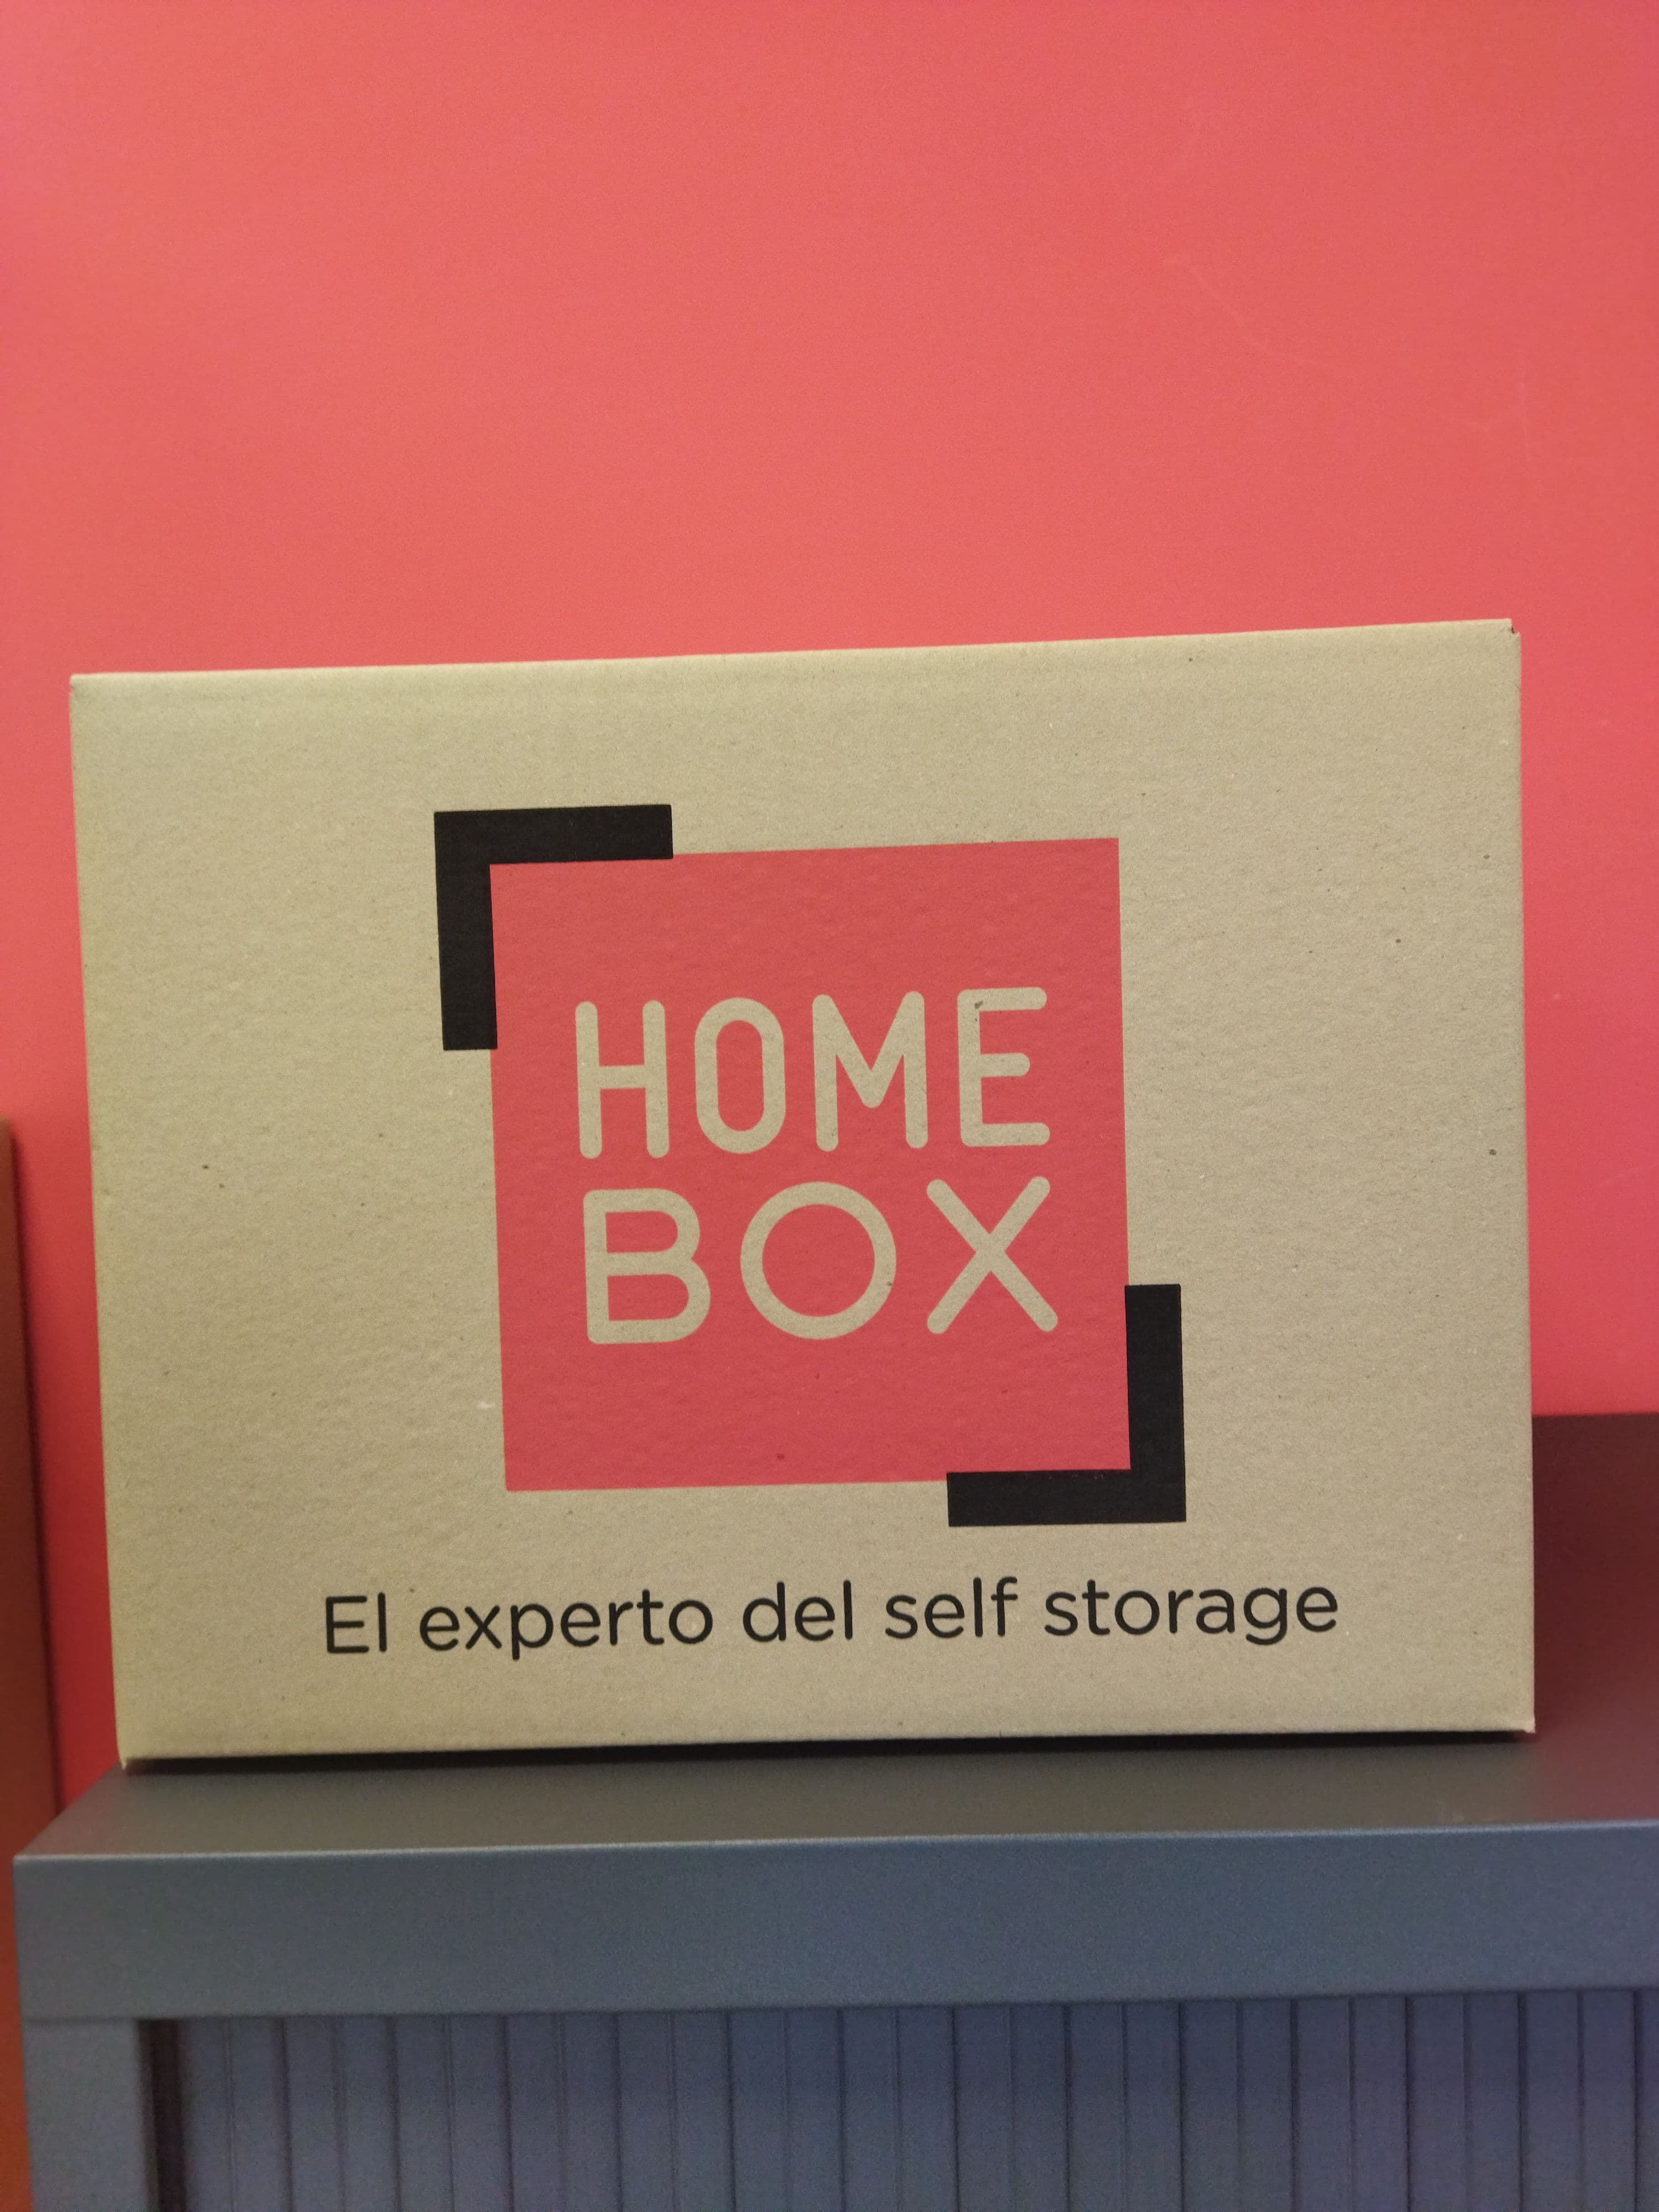 HOME
BOX
El experto del self storage